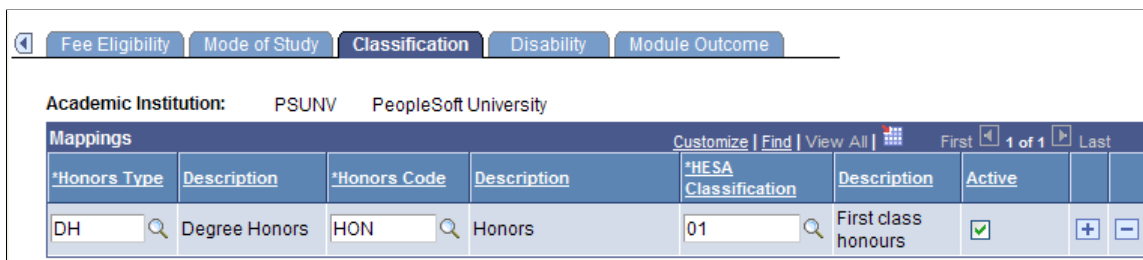 Fee Eligibility Mode of Study Classification Disability Module Outcome
Academic Institution: PSUNV PeopleSoft University
Mappings Customize | Find | View All | First 1 of 1 Last
*Honors Type Description *Honors Code Description *HESA Classification Description Active
DH Degree Honors HON Honors 01 First class honours